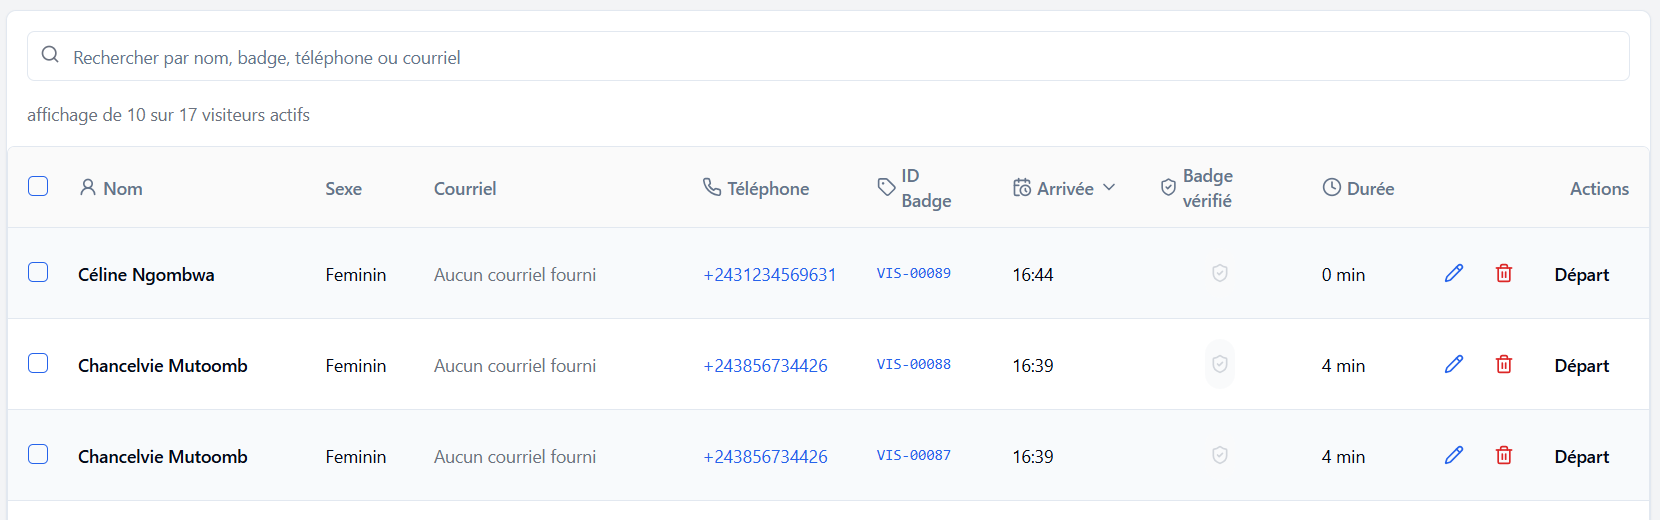 Rechercher par nom, badge, téléphone ou courriel
affichage de 10 sur 17 visiteurs actifs
Nom Sexe Courriel Téléphone ID Badge Arrivée Badge vérifié Durée Actions
Céline Ngombwa Feminin Aucun courriel fourni +2431234569631 VIS-00089 16:44 0 min Départ
Chancelvie Mutoomb Feminin Aucun courriel fourni +243856734426 VIS-00088 16:39 4 min Départ
Chancelvie Mutoomb Feminin Aucun courriel fourni +243856734426 VIS-00087 16:39 4 min Départ